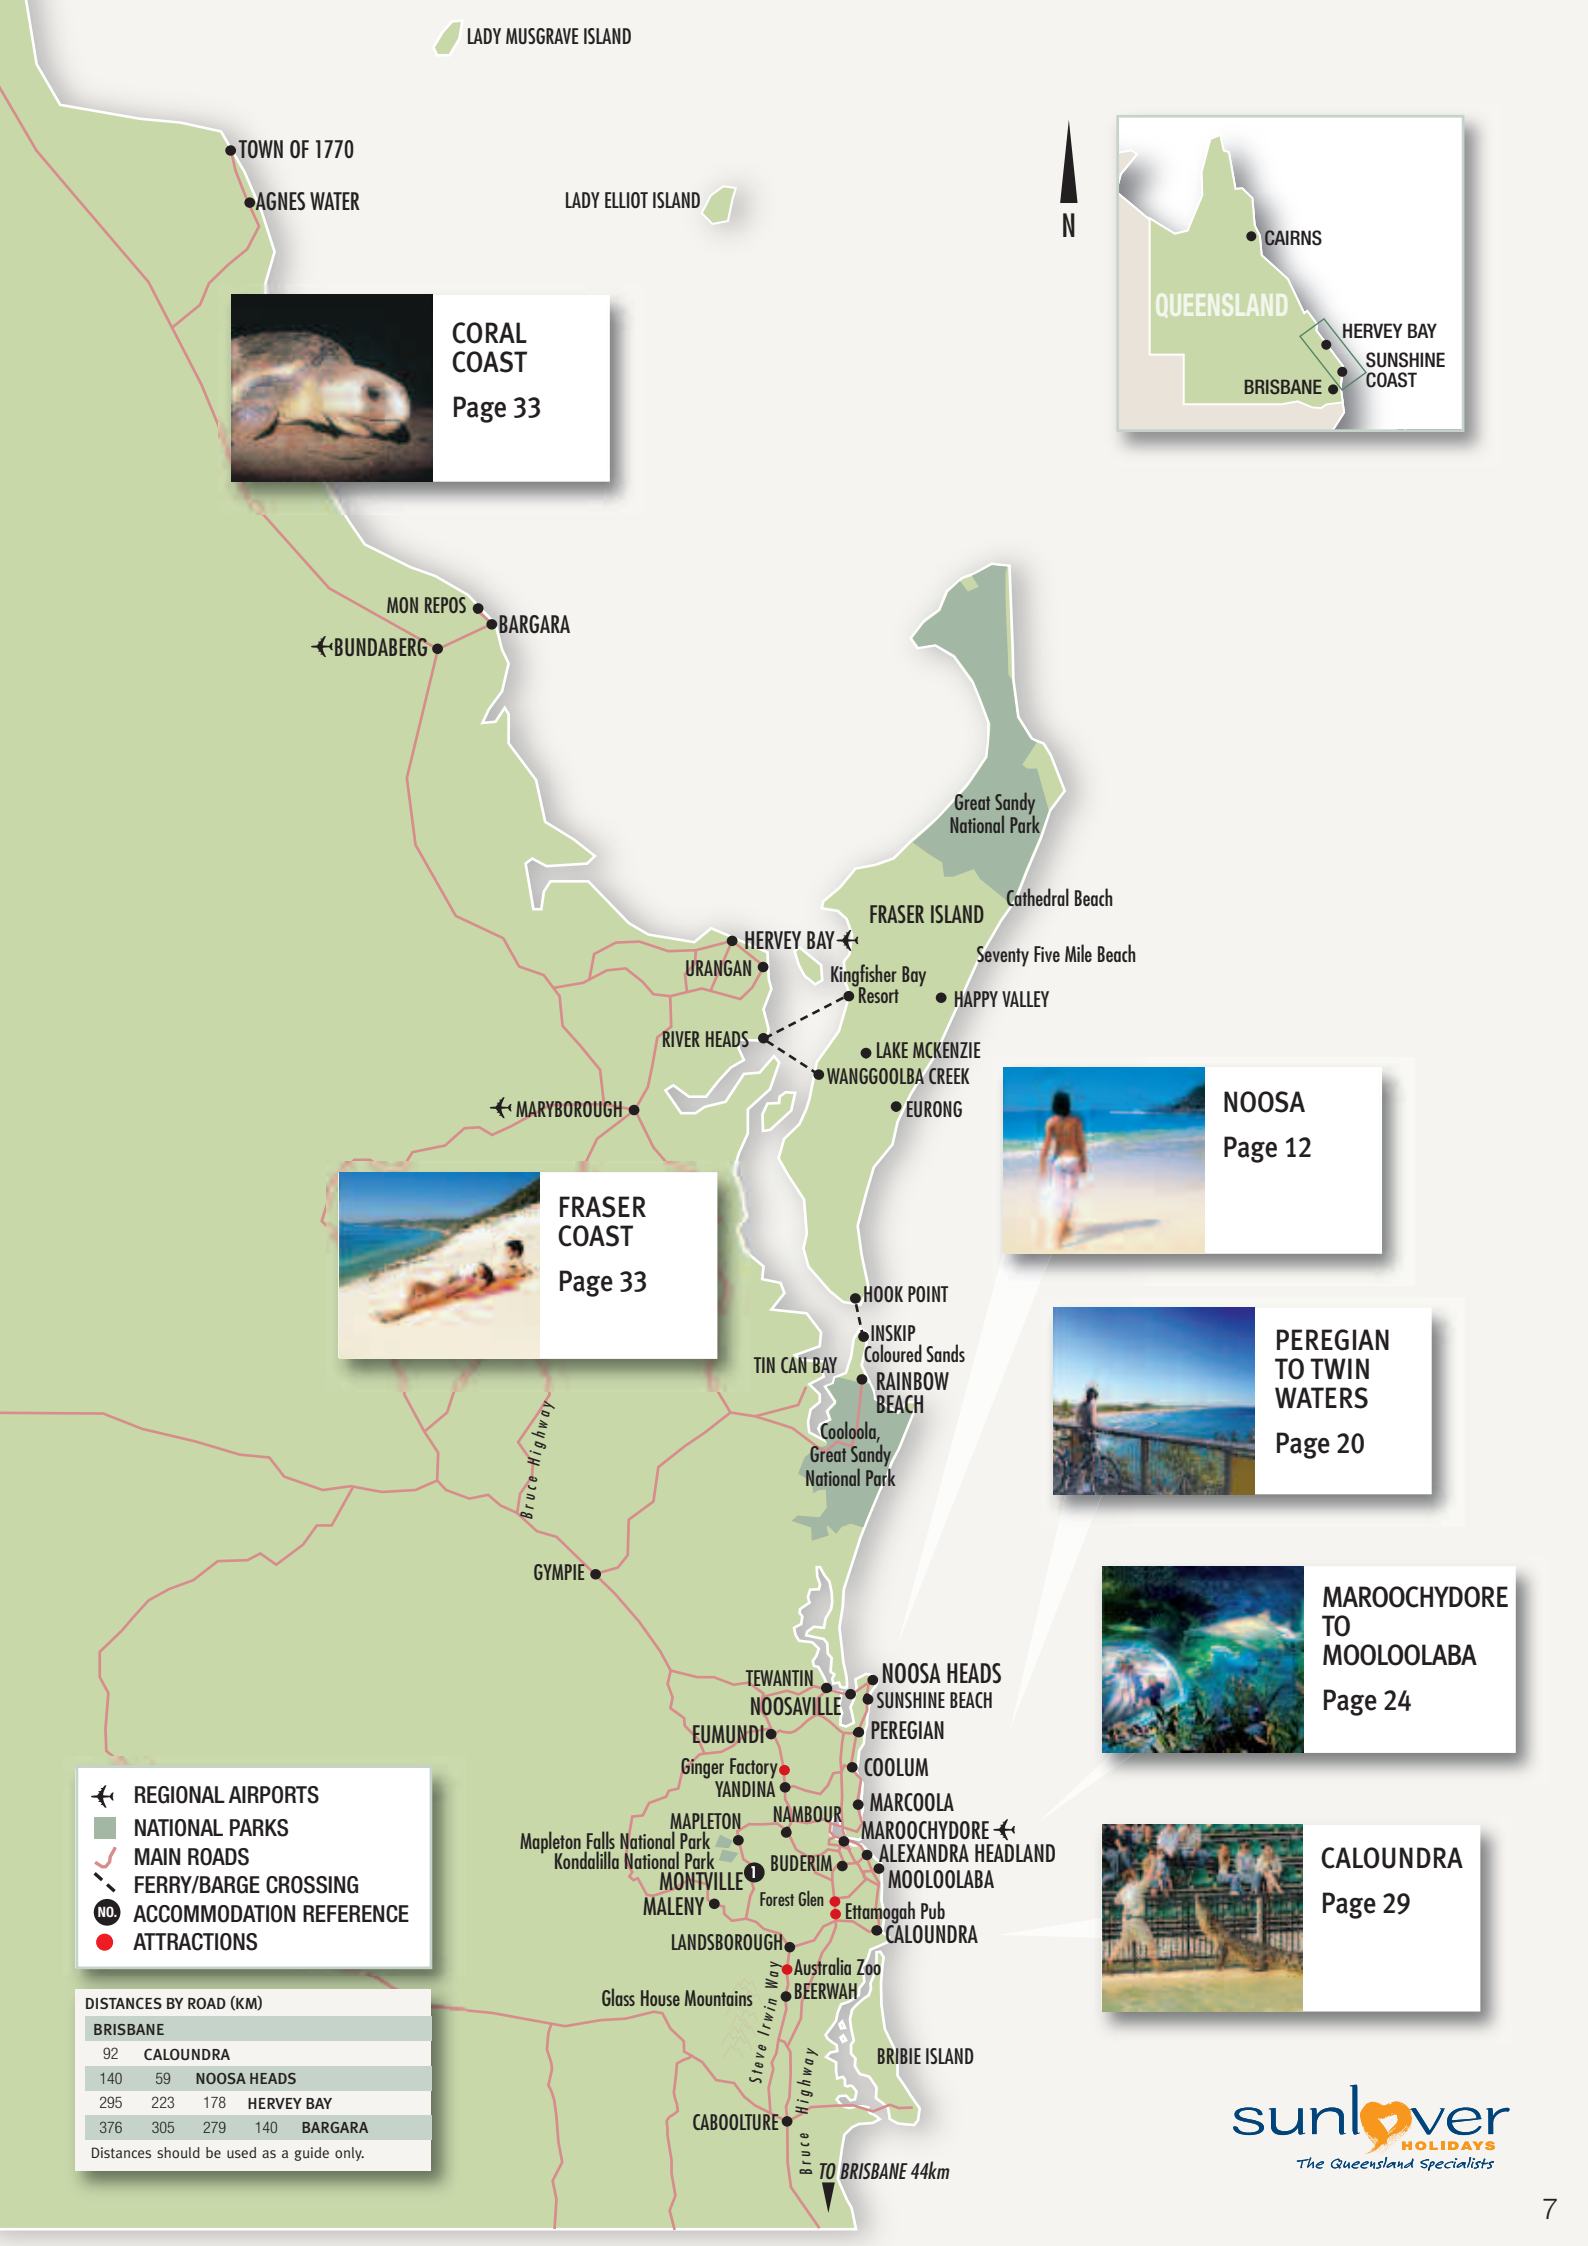 LADY MUSGRAVE ISLAND
TOWN OF 1770
AGNES WATER
LADY ELLIOT ISLAND
N
CAIRNS
QUEENSLAND
HERVEY BAY
SUNSHINE
COAST
BRISBANE
CORAL
COAST
Page 33
MON REPOS
BARGARA
BUNDABERG
Great Sandy
National Park
Cathedral Beach
FRASER ISLAND
HERVEY BAY
Seventy Five Mile Beach
URANGAN
Kingfisher Bay
Resort
HAPPY VALLEY
RIVER HEADS
LAKE MCKENZIE
WANGGOOLBA CREEK
MARYBOROUGH
EURONG
NOOSA
Page 12
FRASER
COAST
Page 33
HOOK POINT
INSKIP
Coloured Sands
TIN CAN BAY
RAINBOW
BEACH
Cooloola,
Great Sandy
National Park
Bruce Highway
PEREGIAN
TO TWIN
WATERS
Page 20
GYMPIE
MAROOCHYDORE
TO
MOOLOOLABA
Page 24
TEWANTIN
NOOSA HEADS
NOOSAVILLE
SUNSHINE BEACH
EUMUNDI
PEREGIAN
Ginger Factory
COOLUM
YANDINA
MARCOOLA
MAPLETON
NAMBOUR
MAROOCHYDORE
Mapleton Falls National Park
ALEXANDRA HEADLAND
Kondalilla National Park
BUDERIM
MONTVILLE
1
MOOLOOLABA
MALENY
Forest Glen
Ettamogah Pub
CALOUNDRA
LANDSBOROUGH
Australia Zoo
BEERWAH
Glass House Mountains
Steve Irwin Way
BRIBIE ISLAND
Bruce Highway
CABOOLTURE
TO BRISBANE 44km
CALOUNDRA
Page 29
REGIONAL AIRPORTS
NATIONAL PARKS
MAIN ROADS
FERRY/BARGE CROSSING
NO. ACCOMMODATION REFERENCE
ATTRACTIONS
DISTANCES BY ROAD (KM)
BRISBANE
92 CALOUNDRA
140 59 NOOSA HEADS
295 223 178 HERVEY BAY
376 305 279 140 BARGARA
Distances should be used as a guide only.
sunlover
HOLIDAYS
The Queensland Specialists
7